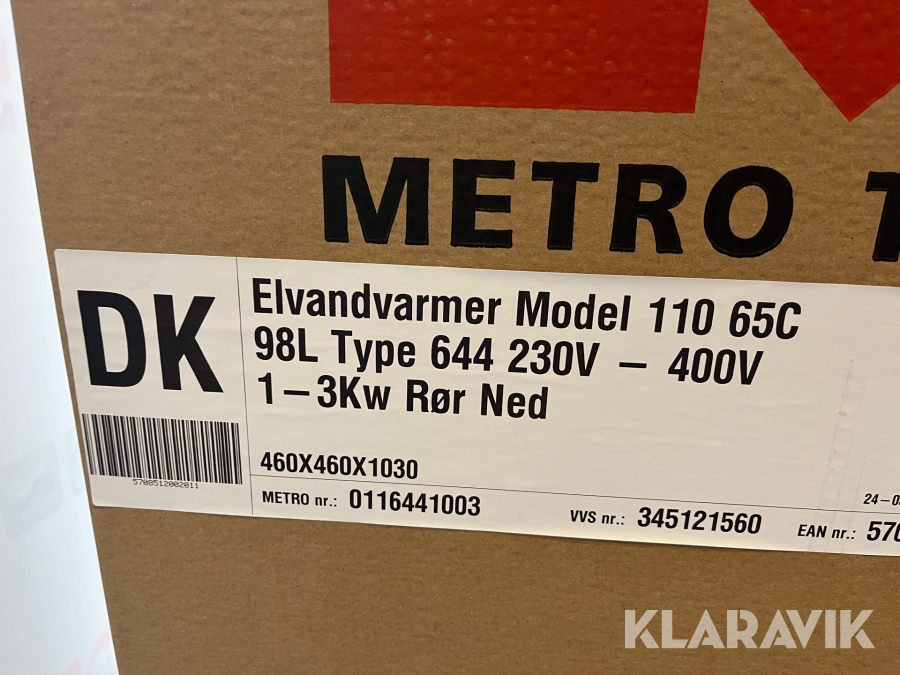 METRO
DK
Elvandvarmer Model 110 65C
98L Type 644 230V – 400V
1–3Kw Rør Ned
460X460X1030
5708512002011
METRO nr.: 0116441003
VVS nr.: 345121560
EAN nr.:
KLARAVIK